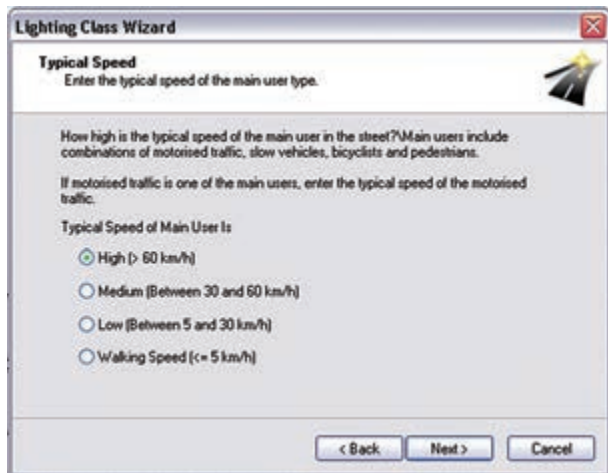 Lighting Class Wizard
Typical Speed
Enter the typical speed of the main user type.
How high is the typical speed of the main user in the street?\Main users include
combinations of motorised traffic, slow vehicles, bicyclists and pedestrians.
If motorised traffic is one of the main users, enter the typical speed of the motorised
traffic.
Typical Speed of Main User Is
High (> 60 km/h)
Medium (Between 30 and 60 km/h)
Low (Between 5 and 30 km/h)
Walking Speed (<= 5 km/h)
< Back Next > Cancel